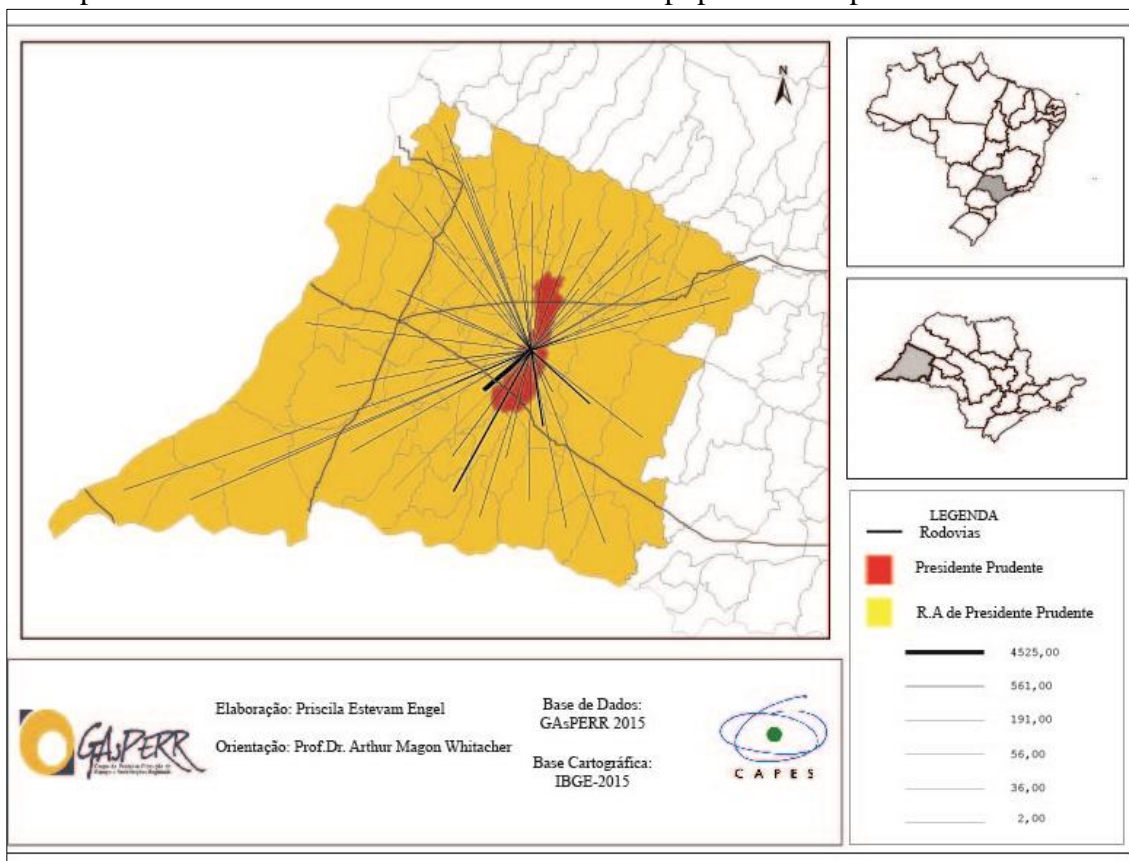 N
LEGENDA
Rodovias
Presidente Prudente
R.A de Presidente Prudente
4525,00
561,00
191,00
56,00
36,00
2,00
GAsPERR
Elaboração: Priscila Estevam Engel
Orientação: Prof.Dr. Arthur Magon Whitacher
Base de Dados:
GAsPERR 2015
Base Cartográfica:
IBGE-2015
CAPES